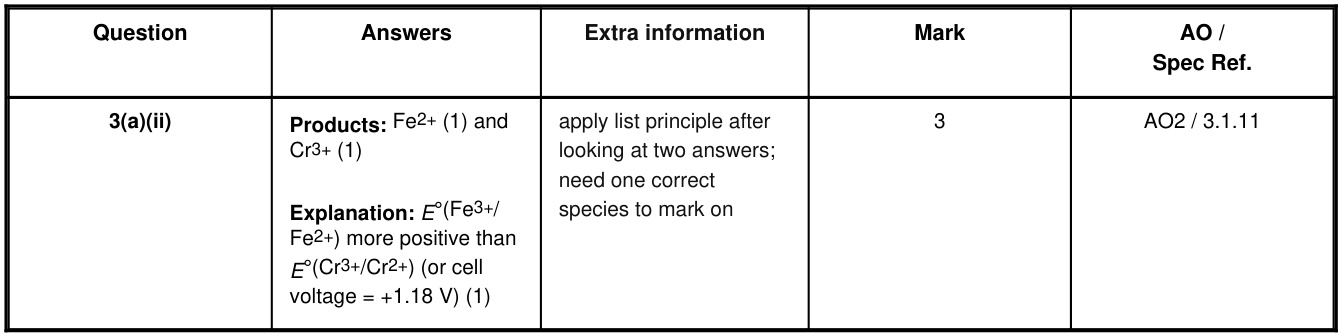 Question
Answers
Extra information
Mark
AO /
Spec Ref.
3(a)(ii)
Products: Fe2+ (1) and
Cr3+ (1)
Explanation: E°(Fe3+/
Fe2+) more positive than
E°(Cr3+/Cr2+) (or cell
voltage = +1.18 V) (1)
apply list principle after
looking at two answers;
need one correct
species to mark on
3
AO2 / 3.1.11